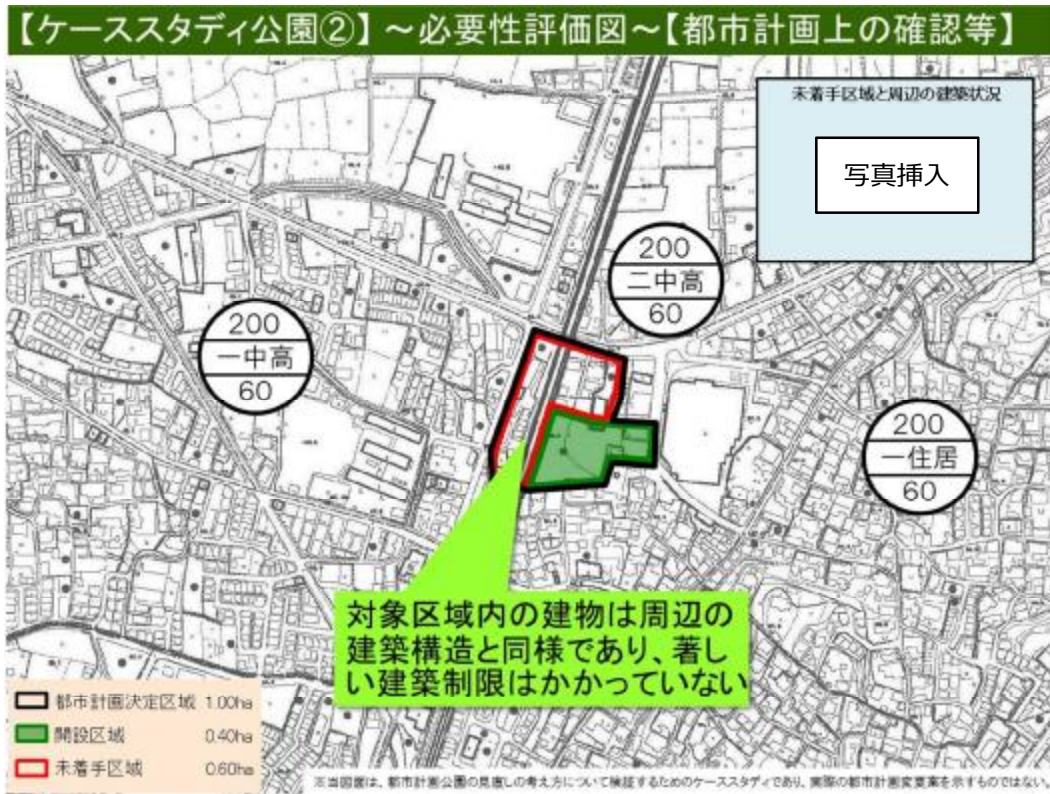 【ケーススタディ公園②】～必要性評価図～【都市計画上の確認等】
未着手区域と周辺の建築状況
写真挿入
200
二中高
60
200
一中高
60
200
一住居
60
対象区域内の建物は周辺の
建築構造と同様であり、著し
い建築制限はかかっていない
都市計画決定区域 1.00ha
開設区域 0.40ha
未着手区域 0.60ha
※当図面は、都市計画公園の見直しの考え方について検証するためのケーススタディであり、実際の都市計画変更案を示すものではない。